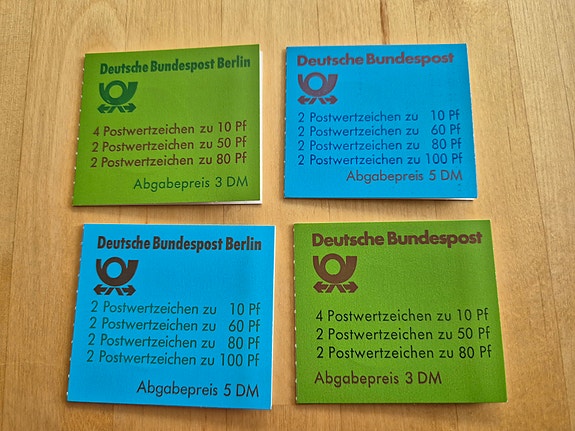 Deutsche Bundespost Berlin
4 Postwertzeichen zu 10 Pf
2 Postwertzeichen zu 50 Pf
2 Postwertzeichen zu 80 Pf
Abgabepreis 3 DM
Deutsche Bundespost
2 Postwertzeichen zu 10 Pf
2 Postwertzeichen zu 60 Pf
2 Postwertzeichen zu 80 Pf
2 Postwertzeichen zu 100 Pf
Abgabepreis 5 DM
Deutsche Bundespost Berlin
2 Postwertzeichen zu 10 Pf
2 Postwertzeichen zu 60 Pf
2 Postwertzeichen zu 80 Pf
2 Postwertzeichen zu 100 Pf
Abgabepreis 5 DM
Deutsche Bundespost
4 Postwertzeichen zu 10 Pf
2 Postwertzeichen zu 50 Pf
2 Postwertzeichen zu 80 Pf
Abgabepreis 3 DM